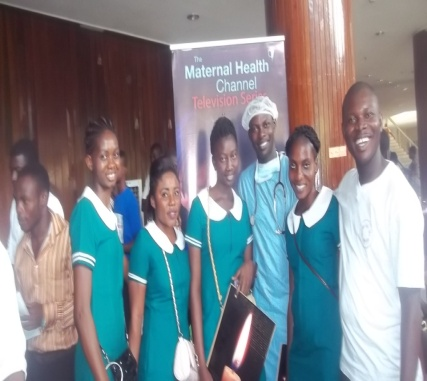 The
Maternal Health
Channel
Television Series